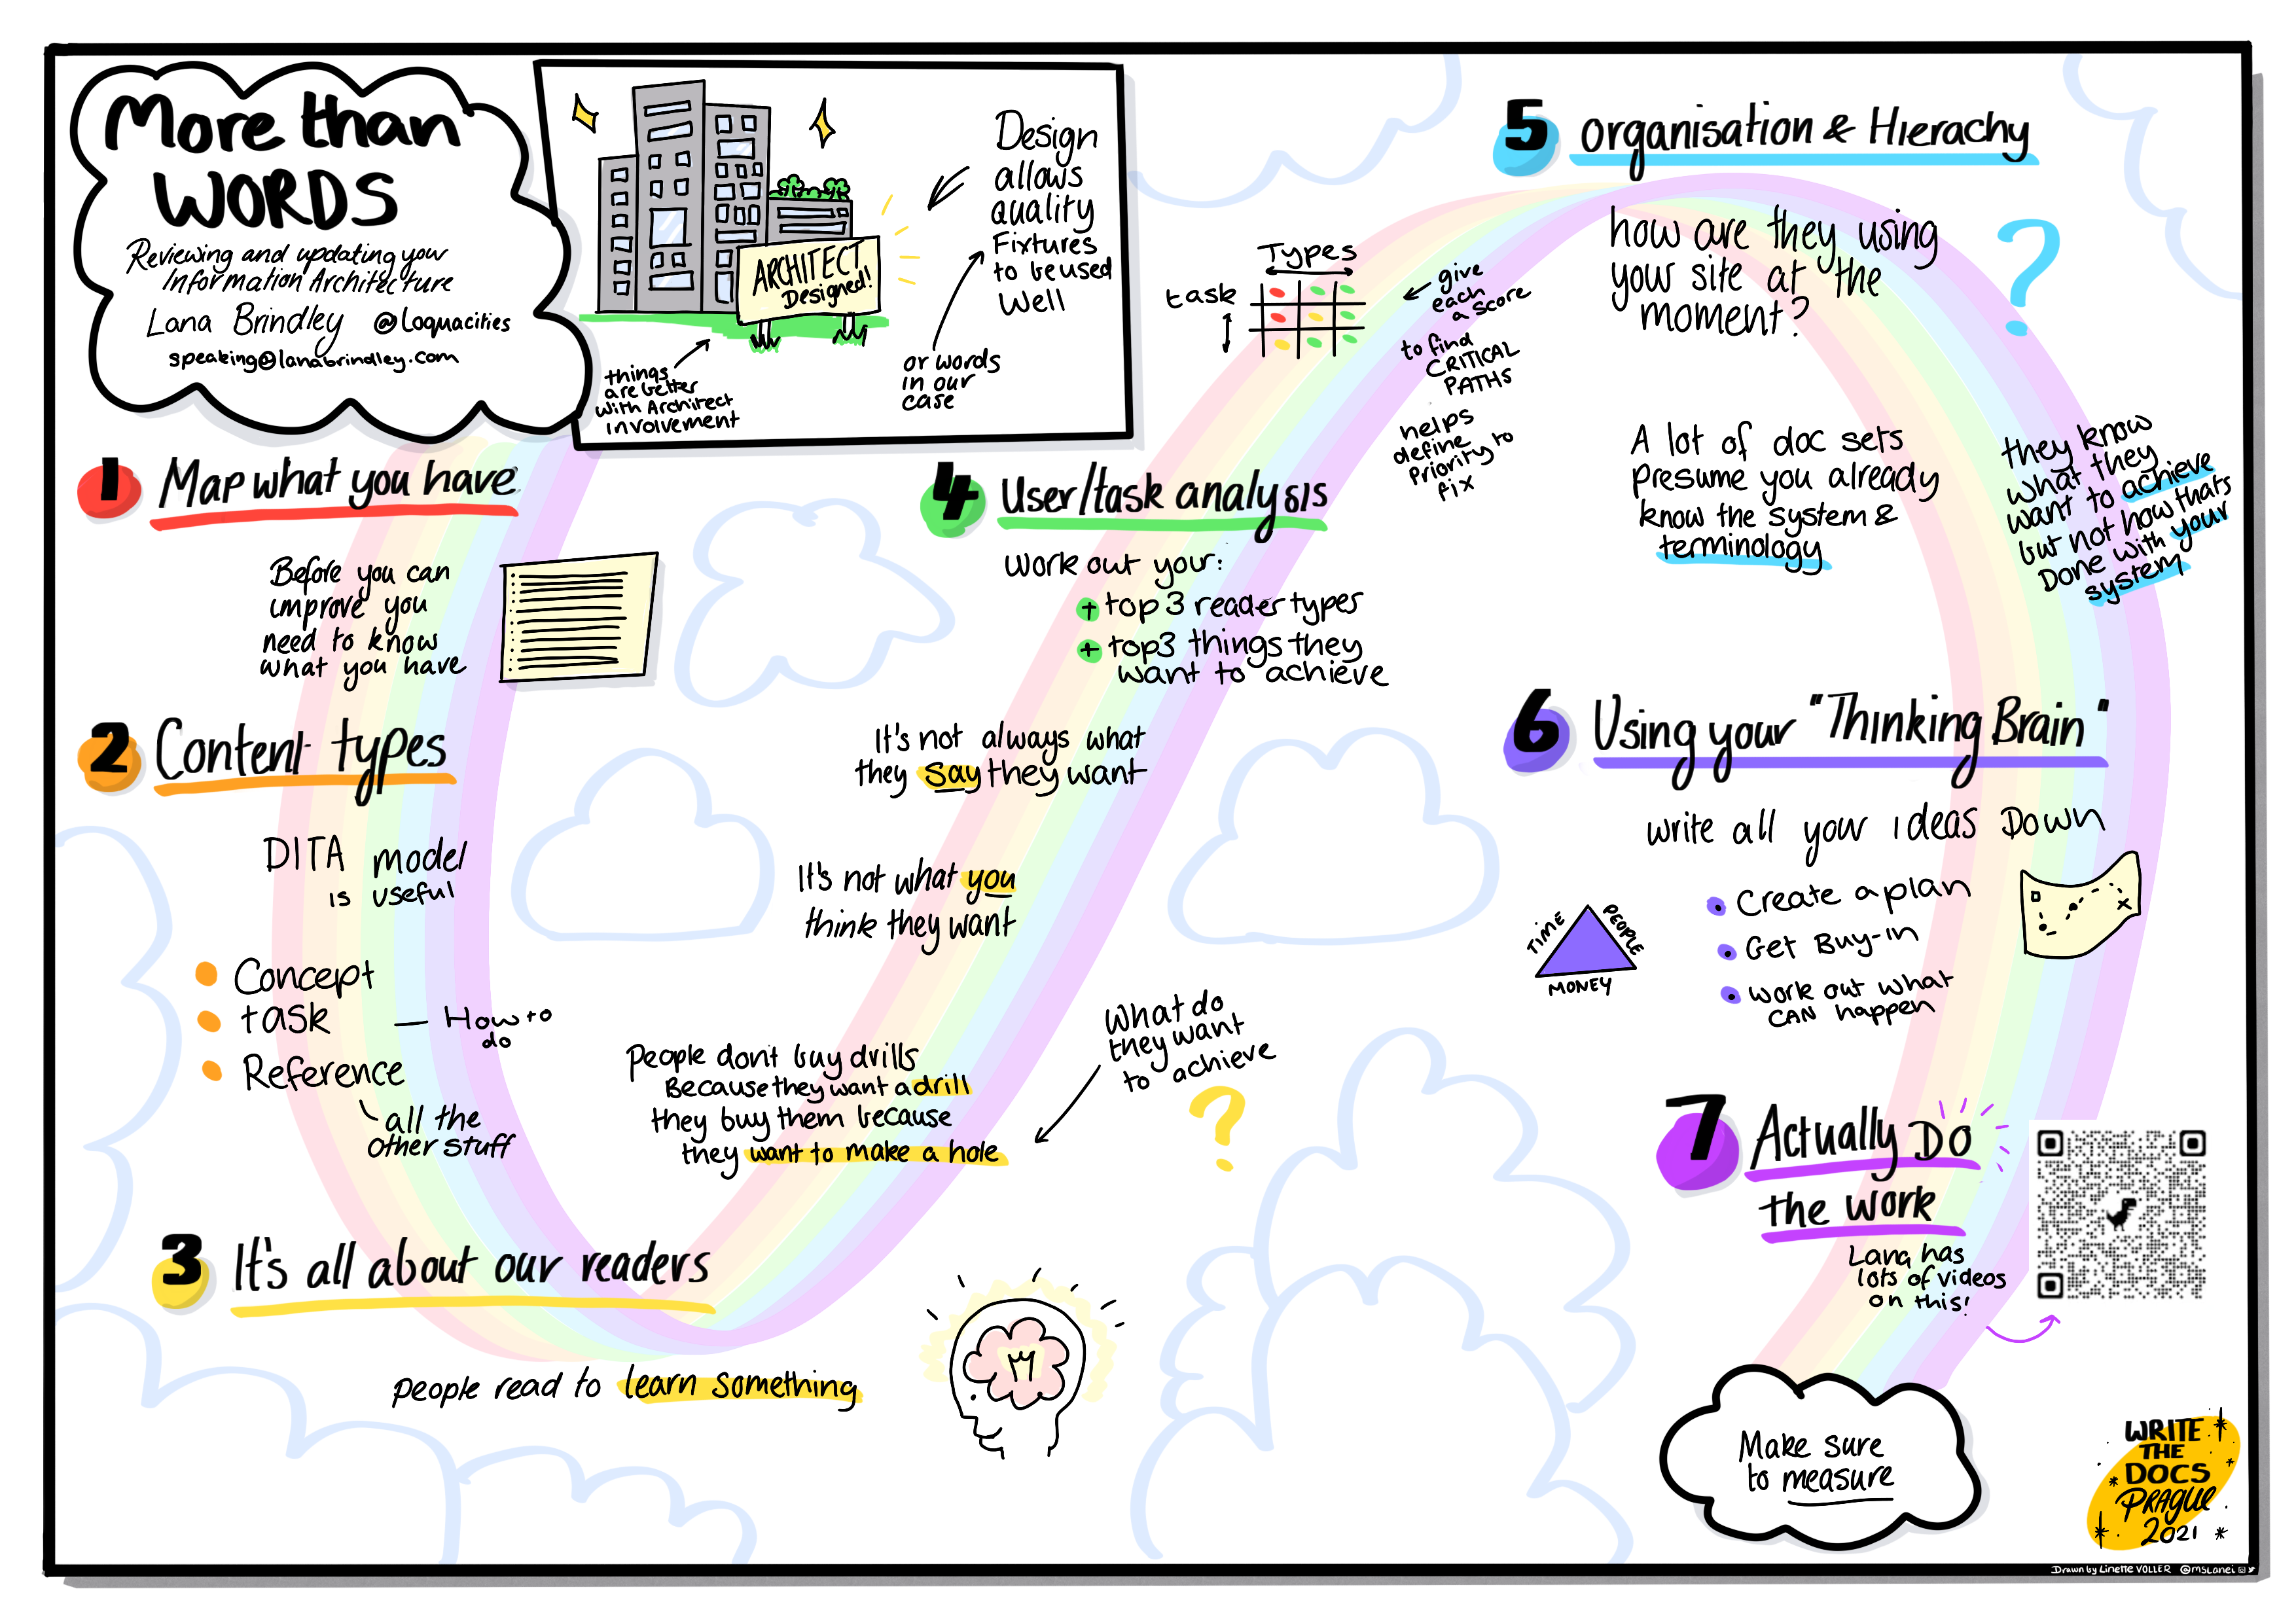 More than
WORDS
Reviewing and updating your
Information Architecture
Lana Brindley @Loquacities
speaking@lanabrindley.com
ARCHITECT
Designed!
things
are better
with Architect
involvement
Design
allows
quality
Fixtures
to be used
Well
or words
in our
case
1 Map what you have
Before you can
improve you
need to know
what you have
2 Content types
DITA model
is useful
Concept
task — How to
do
Reference
all the
other stuff
3 It's all about our readers
People read to learn something
People don't buy drills
Because they want a drill
they buy them because
they want to make a hole
What do
they want
to achieve
?
It's not what you
think they want
It's not always what
they say they want
4 User/task analysis
Work out your:
+ top 3 reader types
+ top 3 things they
want to achieve
Types
task
give
each
a score
to find
CRITICAL
PATHS
helps
define
Priority to
fix
5 Organisation & Hierachy
how are they using
your site at the
moment?
?
A lot of doc sets
presume you already
know the system &
terminology
they know
what they
want to achieve
but not how thats
Done with your
system
6 Using your "Thinking Brain"
write all your ideas Down
Create a plan
Get Buy-in
Work out what
CAN happen
TIME
PEOPLE
MONEY
7 Actually DO
the work
Lana has
lots of videos
on this!
Make sure
to measure
WRITE
THE
DOCS
PRAGUE
2021
Drawn by Linette VOLLER @mslanei